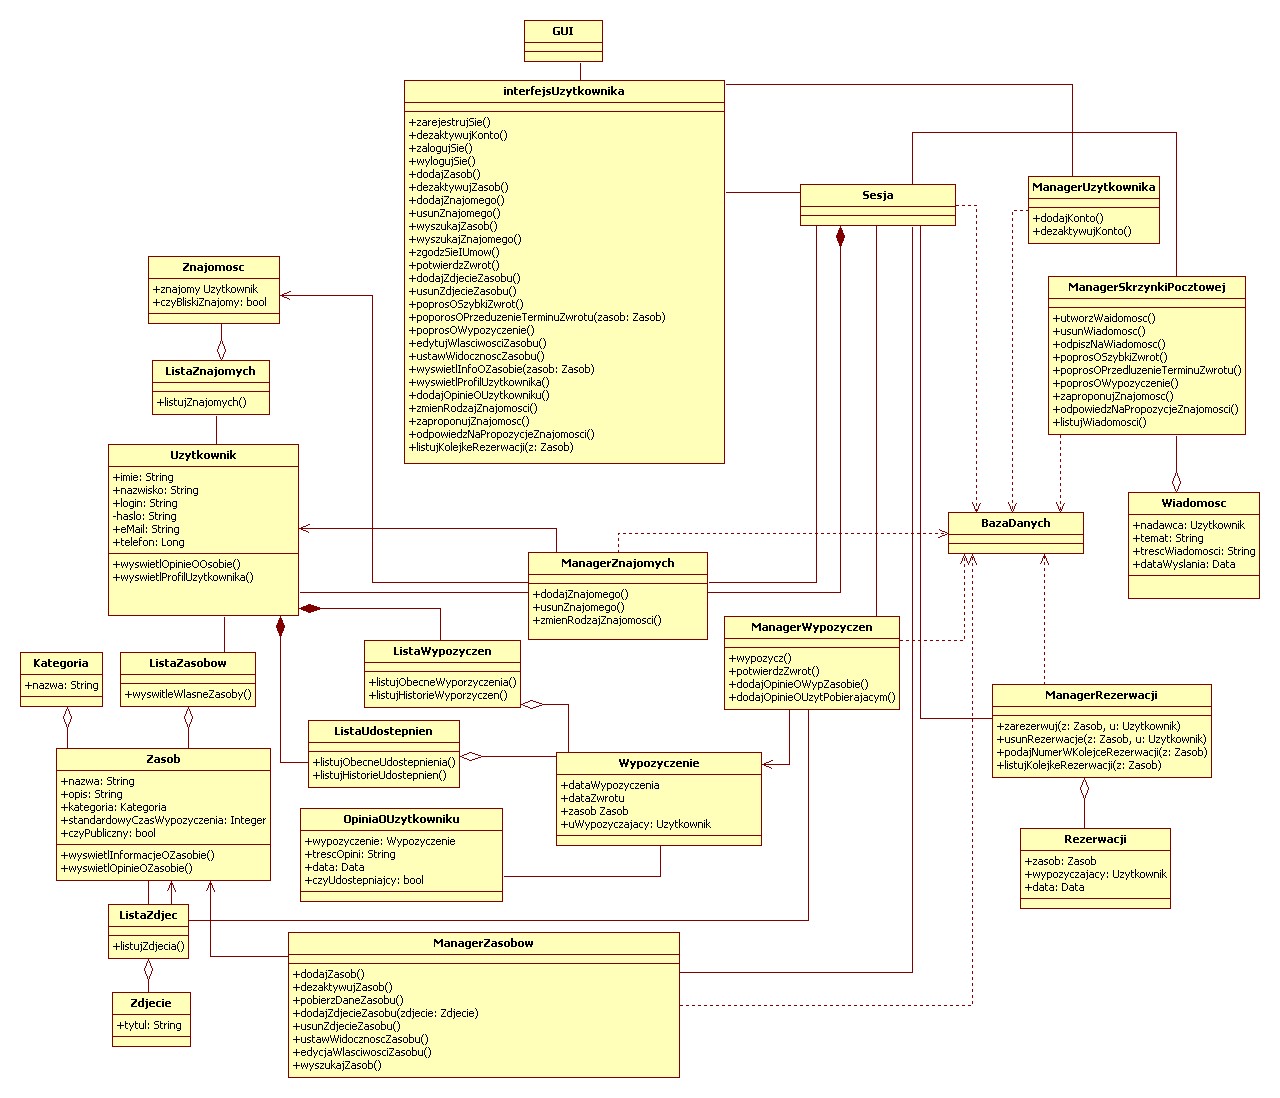 GUI
interfejsUzytkownika
+zarejestrujSie()
+dezaktywujKonto()
+zalogujSie()
+wylogujSie()
+dodajZasob()
+dezaktywujZasob()
+dodajZnajomego()
+usunZnajomego()
+wyszukajZasob()
+wyszukajZnajomego()
+zgodzSieIUmow()
+potwierdzZwrot()
+dodajZdjecieZasobu()
+usunZdjecieZasobu()
+poprosOSzybkiZwrot()
+poporosOPrzeduzenieTerminuZwrotu(zasob: Zasob)
+poprosOWypozyczenie()
+edytujWlasciwosciZasobu()
+ustawWidocznoscZasobu()
+wyswietlInfoOZasobie(zasob: Zasob)
+wyswietlProfilUzytkownika()
+dodajOpinieOUzytkowniku()
+zmienRodzajZnajomosci()
+zaproponujZnajomosc()
+odpowiedzNaPropozycjeZnajomosci()
+listujKolejkeRezerwacji(z: Zasob)
Sesja
ManagerUzytkownika
+dodajKonto()
+dezaktywujKonto()
ManagerSkrzynkiPocztowej
+utworzWaidomosc()
+usunWiadomosc()
+odpiszNaWiadomosc()
+poprosOSzybkiZwrot()
+poprosOPrzedluzenieTerminuZwrotu()
+poprosOWypozyczenie()
+zaproponujZnajomosc()
+odpowiedzNaPropozycjeZnajomosci()
+listujWiadomosci()
Znajomosc
+znajomy Uzytkownik
+czyBliskiZnajomy: bool
ListaZnajomych
+listujZnajomych()
Uzytkownik
+imie: String
+nazwisko: String
+login: String
-haslo: String
+eMail: String
+telefon: Long
+wyswietlOpinieOOsobie()
+wyswietlProfilUzytkownika()
BazaDanych
Wiadomosc
+nadawca: Uzytkownik
+temat: String
+trescWiadomosci: String
+dataWyslania: Data
ManagerZnajomych
+dodajZnajomego()
+usunZnajomego()
+zmienRodzajZnajomosci()
ManagerWypozyczen
+wypozycz()
+potwierdzZwrot()
+dodajOpinieOWypZasobie()
+dodajOpinieOUzytPobierajacym()
Kategoria
+nazwa: String
ListaZasobow
+wyswitleWlasneZasoby()
ListaWypozyczen
+listujObecneWyporzyczenia()
+listujHistorieWyporzyczen()
ListaUdostepnien
+listujObecneUdostepnienia()
+listujHistorieUdostepnien()
ManagerRezerwacji
+zarezerwuj(z: Zasob, u: Uzytkownik)
+usunRezerwacje(z: Zasob, u: Uzytkownik)
+podajNumerWKolejceRezerwacji(z: Zasob)
+listujKolejkeRezerwacji(z: Zasob)
Zasob
+nazwa: String
+opis: String
+kategoria: Kategoria
+standardowyCzasWypozyczenia: Integer
+czyPubliczny: bool
+wyswietlInformacjeOZasobie()
+wyswietlOpinieOZasobie()
Wypozyczenie
+dataWypozyczenia
+dataZwrotu
+zasob Zasob
+uWypozyczajacy: Uzytkownik
OpiniaOUzytkowniku
+wypozyczenie: Wypozyczenie
+trescOpini: String
+data: Data
+czyUdostepniajcy: bool
Rezerwacji
+zasob: Zasob
+wypozyczajacy: Uzytkownik
+data: Data
ListaZdjec
+listujZdjecia()
Zdjecie
+tytul: String
ManagerZasobow
+dodajZasob()
+dezaktywujZasob()
+pobierzDaneZasobu()
+dodajZdjecieZasobu(zdjecie: Zdjecie)
+usunZdjecieZasobu()
+ustawWidocznoscZasobu()
+edycjaWlasciwosciZasobu()
+wyszukajZasob()